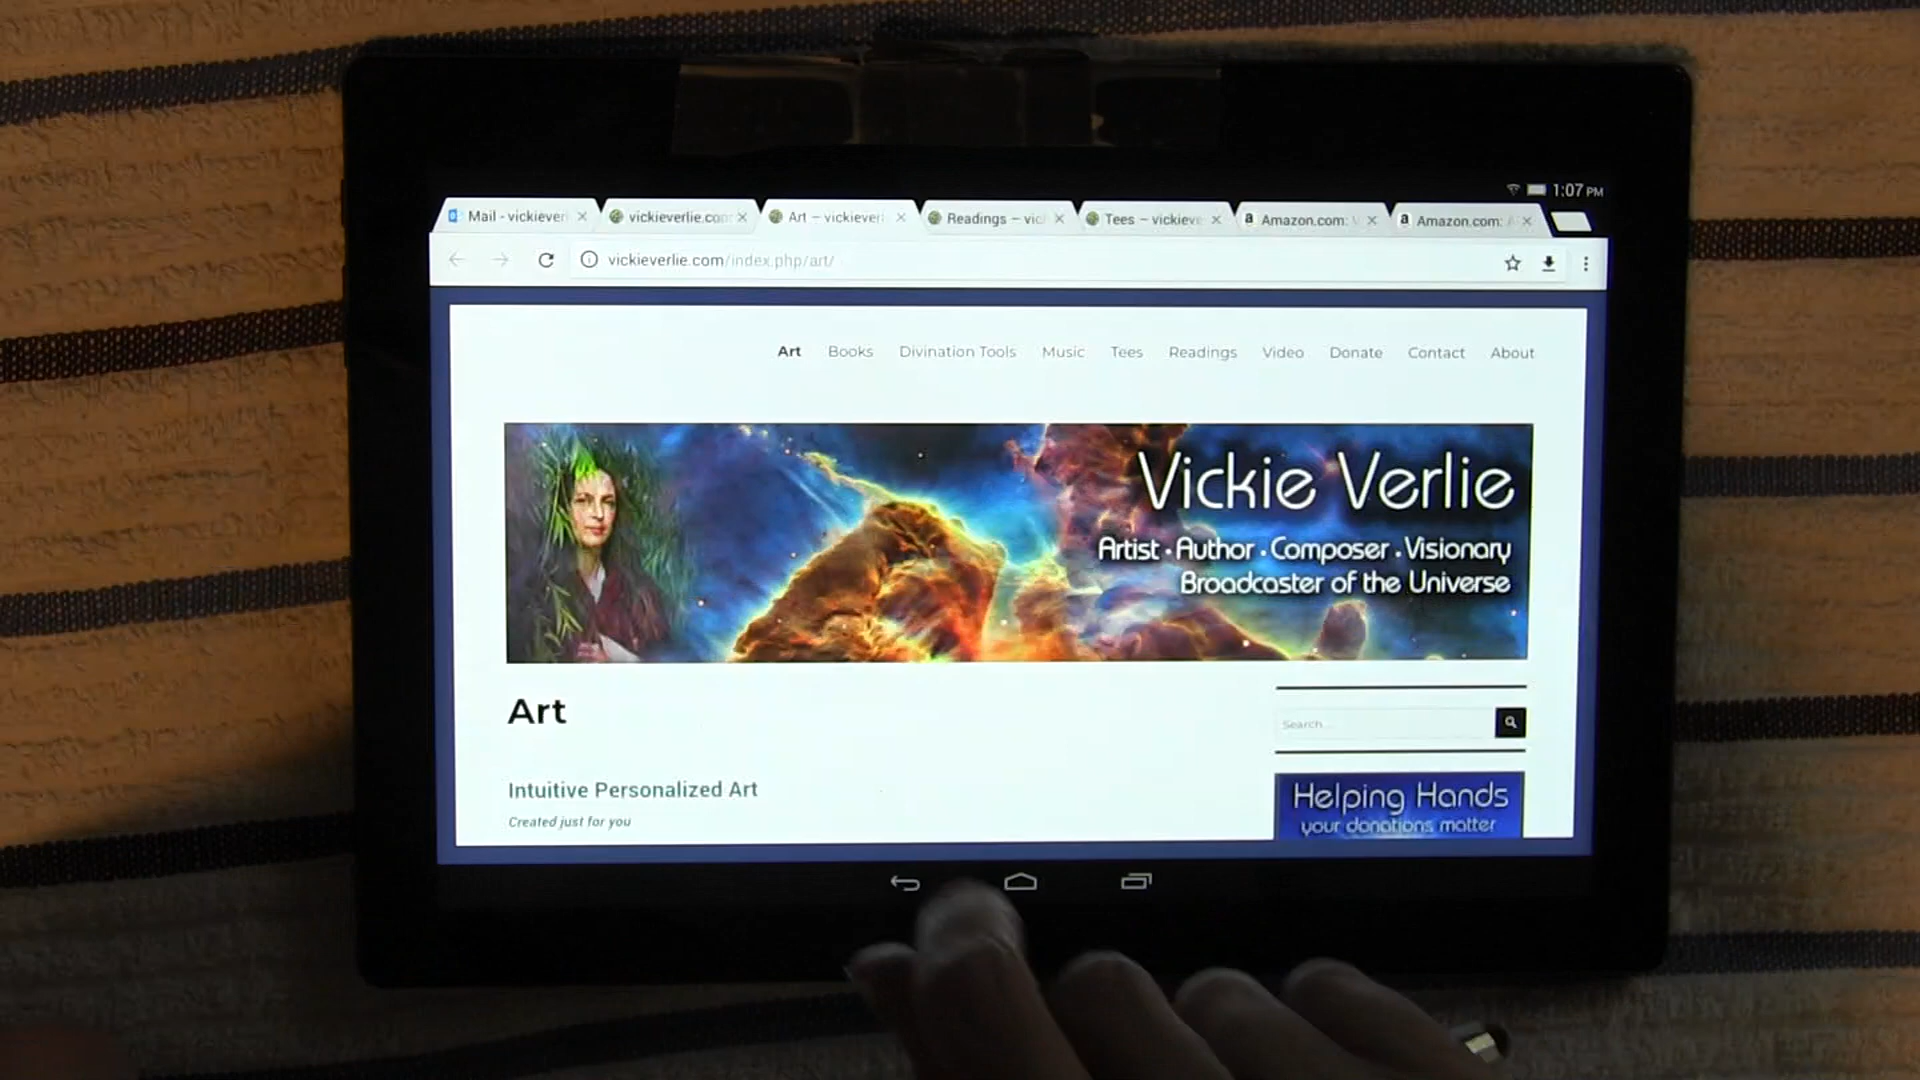 1:07 PM
Mail - vickieverl
vickieverlie.com
Art – vickieverl
Readings – vic
Tees – vickieve
Amazon.com:
Amazon.com:
vickieverlie.com/index.php/art/
Art Books Divination Tools Music Tees Readings Video Donate Contact About
Vickie Verlie
Artist • Author • Composer • Visionary
Broadcaster of the Universe
Art
Search...
Intuitive Personalized Art
Created just for you
Helping Hands
your donations matter